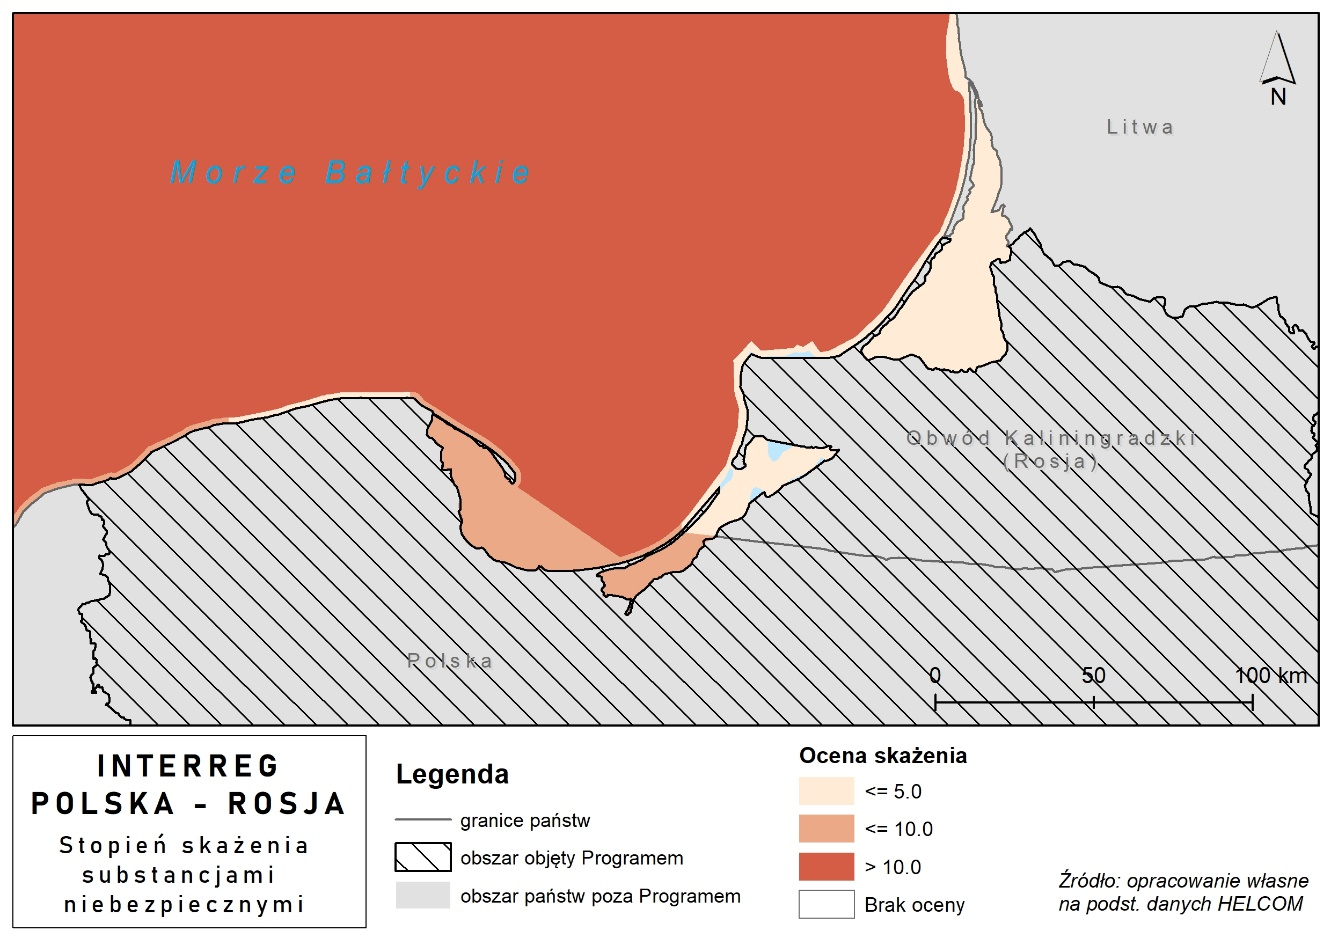 N
Litwa
Morze Bałtyckie
Obwód Kaliningradzki
(Rosja)
Polska
0 50 100 km
INTERREG
POLSKA - ROSJA
Stopień skażenia
substancjami
niebezpiecznymi
Legenda
granice państw
obszar objęty Programem
obszar państw poza Programem
Ocena skażenia
<= 5.0
<= 10.0
> 10.0
Brak oceny
Źródło: opracowanie własne
na podst. danych HELCOM